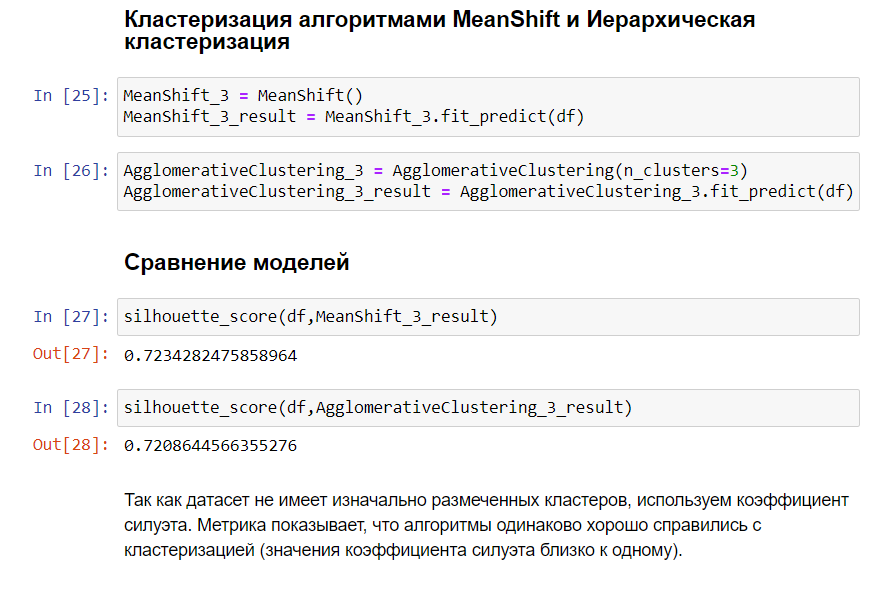 Кластеризация алгоритмами MeanShift и Иерархическая
кластеризация
In [25]: MeanShift_3 = MeanShift()
MeanShift_3_result = MeanShift_3.fit_predict(df)
In [26]: AgglomerativeClustering_3 = AgglomerativeClustering(n_clusters=3)
AgglomerativeClustering_3_result = AgglomerativeClustering_3.fit_predict(df)
Сравнение моделей
In [27]: silhouette_score(df,MeanShift_3_result)
Out[27]: 0.7234282475858964
In [28]: silhouette_score(df,AgglomerativeClustering_3_result)
Out[28]: 0.7208644566355276
Так как датасет не имеет изначально размеченных кластеров, используем коэффициент
силуэта. Метрика показывает, что алгоритмы одинаково хорошо справились с
кластеризацией (значения коэффициента силуэта близко к одному).